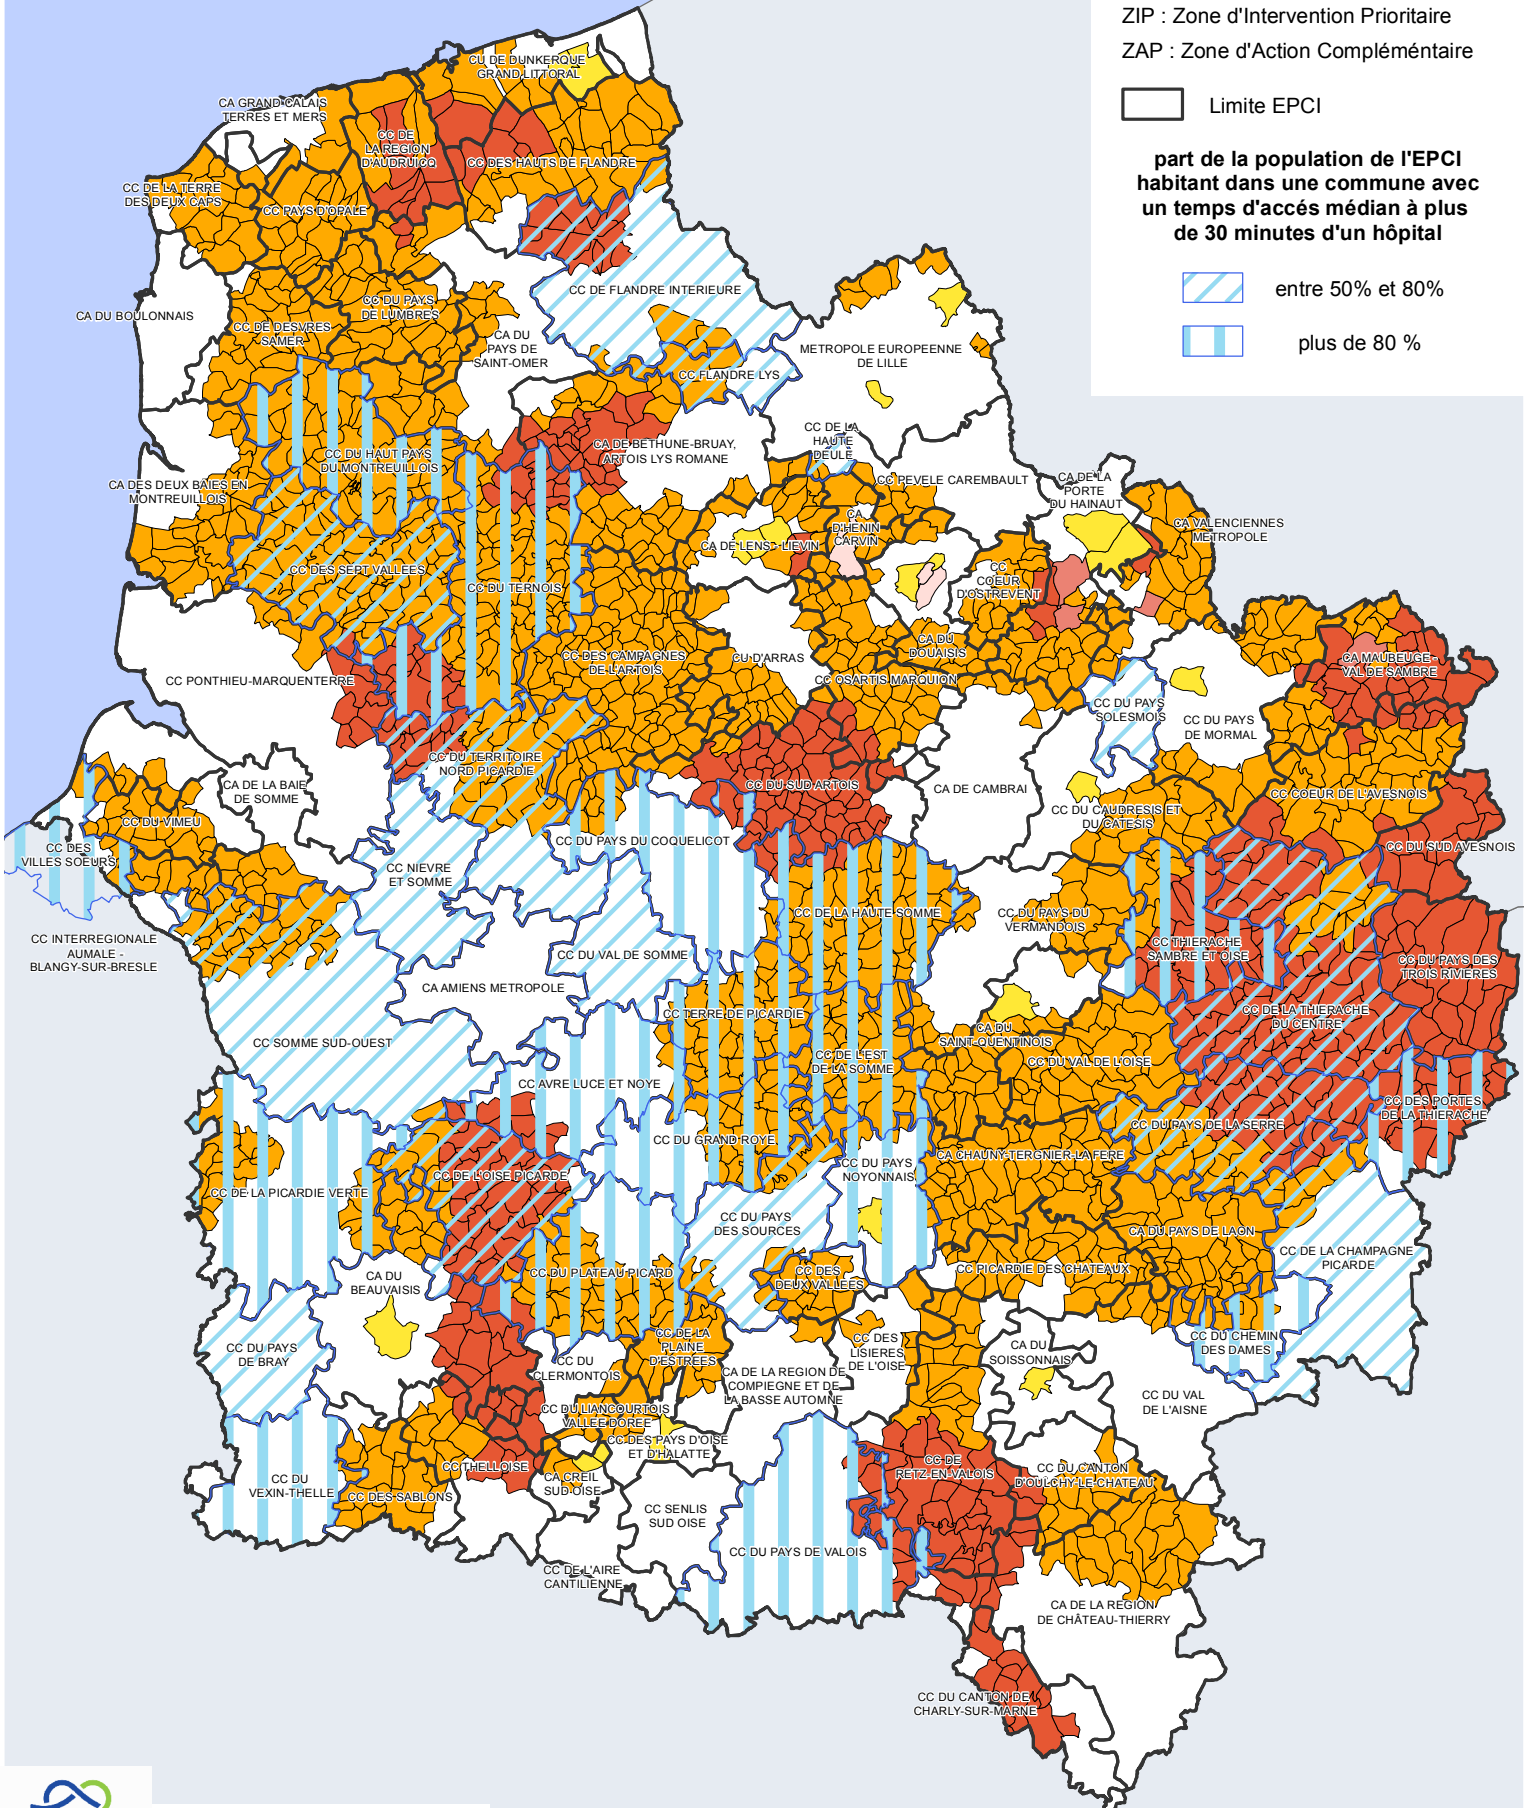 ZIP : Zone d'Intervention Prioritaire
ZAP : Zone d'Action Complémentaire
Limite EPCI
part de la population de l'EPCI
habitant dans une commune avec
un temps d'accés médian à plus
de 30 minutes d'un hôpital
entre 50% et 80%
plus de 80 %
CU DE DUNKERQUE
GRAND LITTORAL
CA GRAND CALAIS
TERRES ET MERS
CC DE
LA REGION
D'AUDRUICQ
CC DES HAUTS DE FLANDRE
CC DE LA TERRE
DES DEUX CAPS
CC PAYS D'OPALE
CC DE FLANDRE INTERIEURE
CA DU BOULONNAIS
CC DU PAYS
DE LUMBRES
CC DE DESVRES
SAMER
CA DU
PAYS DE
SAINT-OMER
METROPOLE EUROPEENNE
DE LILLE
CC FLANDRE LYS
CC DE LA
HAUTE
DEULE
CA DE BETHUNE-BRUAY,
ARTOIS LYS ROMANE
CC DU HAUT PAYS
DU MONTREUILLOIS
CA DES DEUX BAIES EN
MONTREUILLOIS
CC PEVELE CAREMBAULT
CA DE LA
PORTE
DU HAINAUT
CA VALENCIENNES
METROPOLE
CA
D'HENIN
CARVIN
CA DE LENS - LIEVIN
CC DES SEPT VALLEES
CC DU TERNOIS
CC
COEUR
D'OSTREVENT
CA DU
DOUAISIS
CC DES CAMPAGNES
DE L'ARTOIS
CU D'ARRAS
CC OSARTIS MARQUION
CA MAUBEUGE -
VAL DE SAMBRE
CC PONTHIEU-MARQUENTERRE
CC DU PAYS
SOLESMOIS
CC DU PAYS
DE MORMAL
CC DU TERRITOIRE
NORD PICARDIE
CC DU SUD ARTOIS
CA DE CAMBRAI
CA DE LA BAIE
DE SOMME
CC COEUR DE L'AVESNOIS
CC DU CAUDRESIS ET
DU CATESIS
CC DU VIMEU
CC DES
VILLES SOEURS
CC DU PAYS DU COQUELICOT
CC DU SUD AVESNOIS
CC NIEVRE
ET SOMME
CC DE LA HAUTE SOMME
CC DU PAYS DU
VERMANDOIS
CC INTERREGIONALE
AUMALE -
BLANGY-SUR-BRESLE
CC THIERACHE
SAMBRE ET OISE
CC DU VAL DE SOMME
CC DU PAYS DES
TROIS RIVIERES
CA AMIENS METROPOLE
CC TERRE DE PICARDIE
CC DE LA THIERACHE
DU CENTRE
CC SOMME SUD-OUEST
CA DU
SAINT-QUENTINOIS
CC DE L'EST
DE LA SOMME
CC DU VAL DE L'OISE
CC AVRE LUCE ET NOYE
CC DES PORTES
DE LA THIERACHE
CC DU PAYS DE LA SERRE
CC DU GRAND ROYE
CA CHAUNY-TERGNIER-LA FERE
CC DU PAYS
NOYONNAIS
CC DE L'OISE PICARDE
CC DE LA PICARDIE VERTE
CC DU PAYS
DES SOURCES
CA DU PAYS DE LAON
CC DE LA CHAMPAGNE
PICARDE
CC DU PLATEAU PICARD
CC DES
DEUX VALLEES
CC PICARDIE DES CHATEAUX
CA DU
BEAUVAISIS
CC DU PAYS
DE BRAY
CC DE LA
PLAINE
D'ESTREES
CC DES
LISIERES
DE L'OISE
CA DU
SOISSONNAIS
CC DU CHEMIN
DES DAMES
CC DU
CLERMONTOIS
CA DE LA REGION DE
COMPIEGNE ET DE
LA BASSE AUTOMNE
CC DU VAL
DE L'AISNE
CC DU LIANCOURTOIS
VALLEE DOREE
CC DES PAYS D'OISE
ET D'HALATTE
CC THELLOISE
CC DU
VEXIN-THELLE
CC DES SABLONS
CA CREIL
SUD-OISE
CC DE
RETZ-EN-VALOIS
CC DU CANTON
D'OULCHY-LE-CHATEAU
CC SENLIS
SUD OISE
CC DU PAYS DE VALOIS
CC DE L'AIRE
CANTILIENNE
CA DE LA REGION
DE CHÂTEAU-THIERRY
CC DU CANTON DE
CHARLY-SUR-MARNE